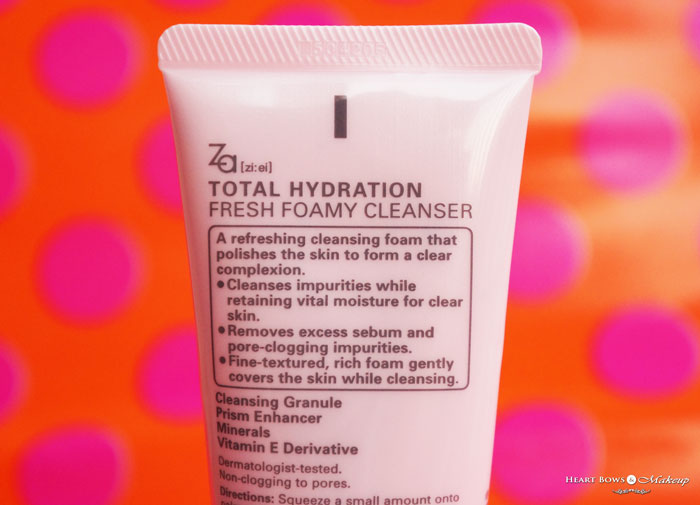 Za [zi:ei]
TOTAL HYDRATION
FRESH FOAMY CLEANSER
A refreshing cleansing foam that
polishes the skin to form a clear
complexion.
●Cleanses impurities while
retaining vital moisture for clear
skin.
●Removes excess sebum and
pore-clogging impurities.
●Fine-textured, rich foam gently
covers the skin while cleansing.
Cleansing Granule
Prism Enhancer
Minerals
Vitamin E Derivative
Dermatologist-tested.
Non-clogging to pores.
Directions: Squeeze a small amount onto
HEART BOWS & Makeup